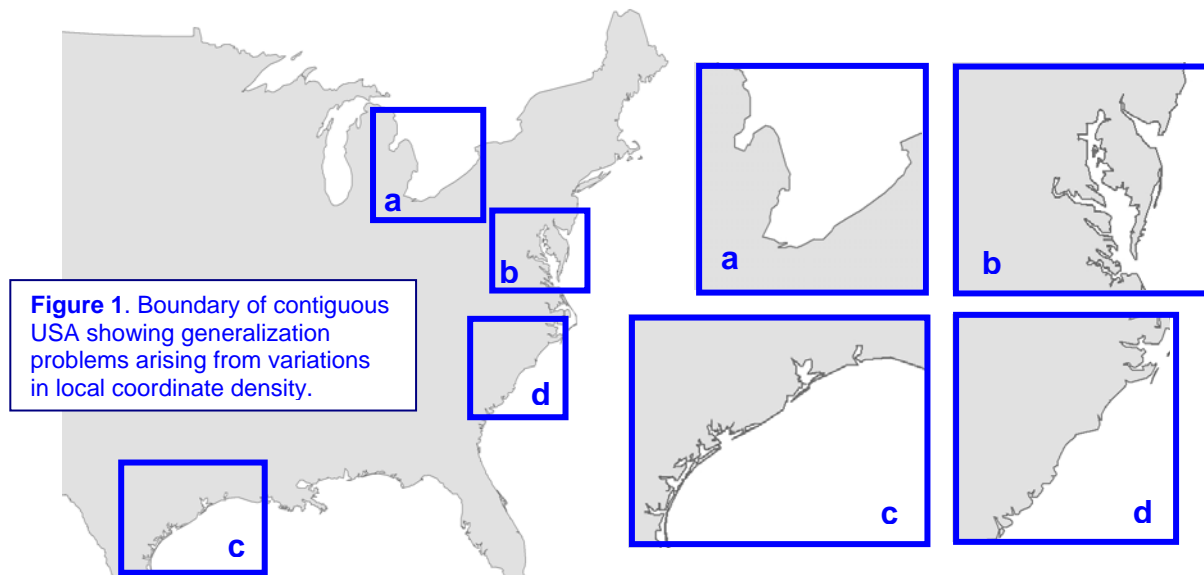 a
b
Figure 1. Boundary of contiguous
USA showing generalization
problems arising from variations
in local coordinate density.
d
c
a
b
c
d